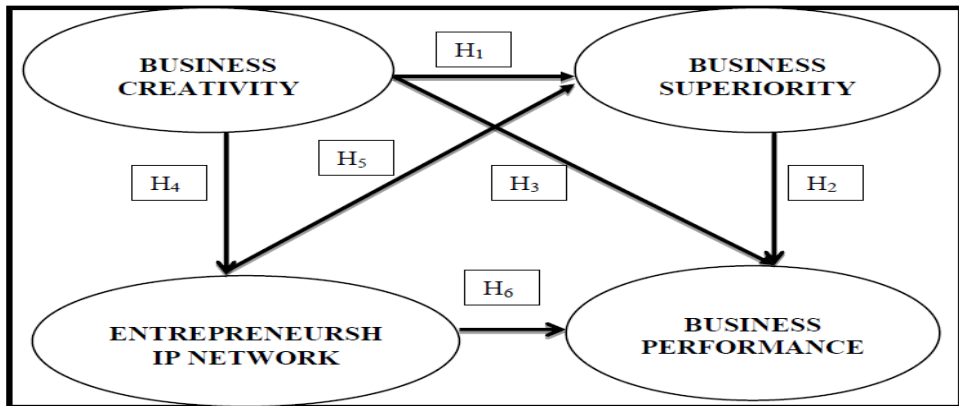 BUSINESS
CREATIVITY
H₁
BUSINESS
SUPERIORITY
H₄
H₅
H₃
H₂
ENTREPRENEURSH
IP NETWORK
H₆
BUSINESS
PERFORMANCE